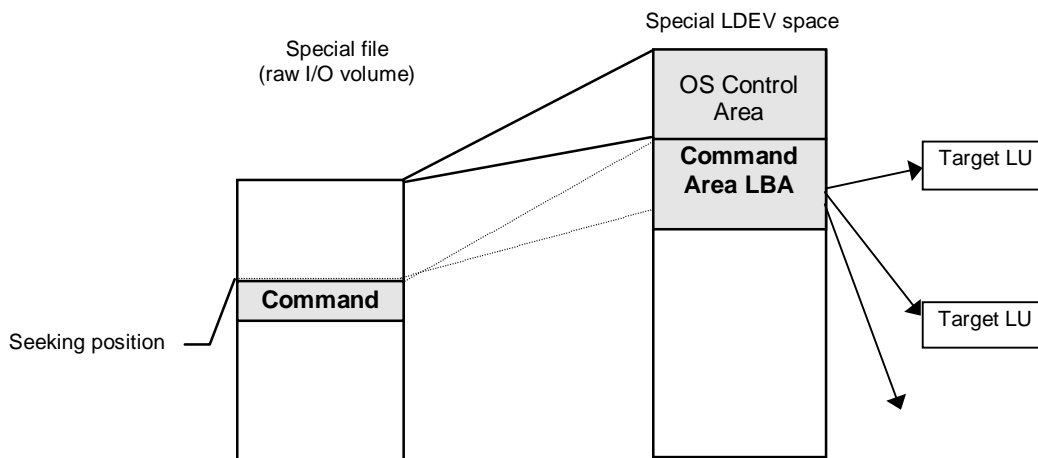 Special LDEV space
Special file
(raw I/O volume)
OS Control
Area
Command
Area LBA
Target LU
Command
Target LU
Seeking position